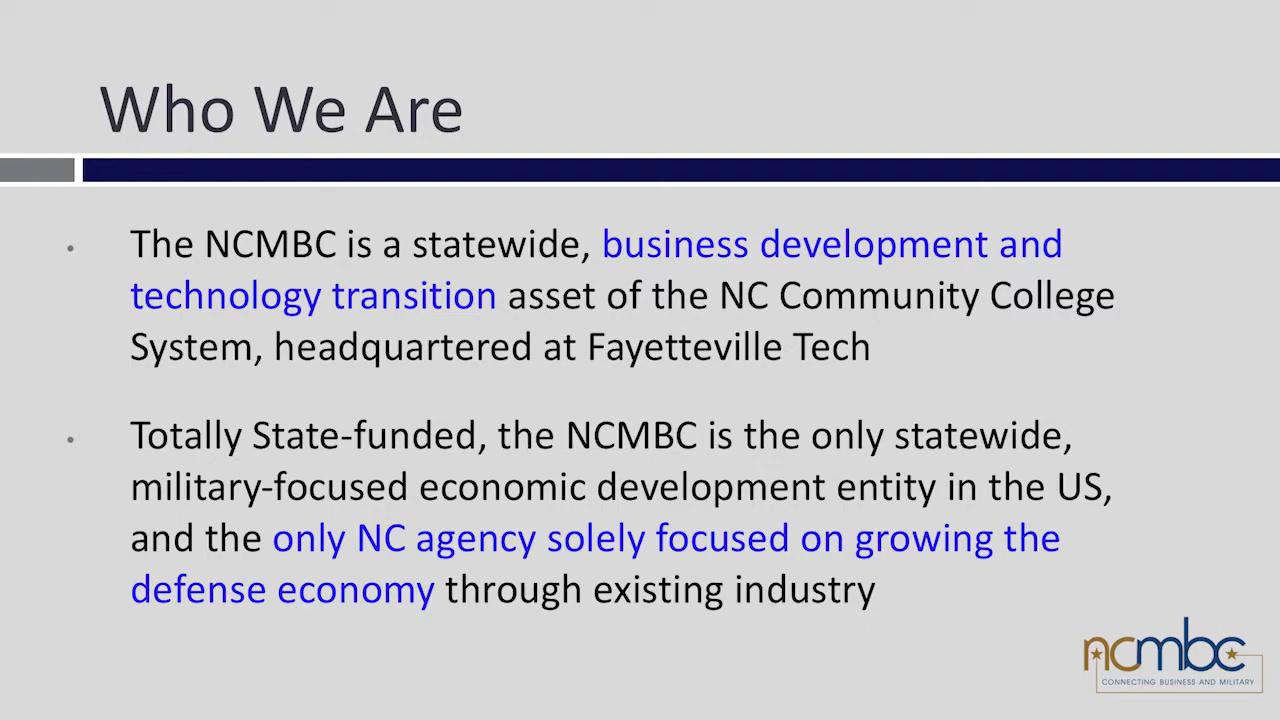 Who We Are
• The NCMBC is a statewide, business development and
technology transition asset of the NC Community College
System, headquartered at Fayetteville Tech
• Totally State-funded, the NCMBC is the only statewide,
military-focused economic development entity in the US,
and the only NC agency solely focused on growing the
defense economy through existing industry
ncmbc
CONNECTING BUSINESS AND MILITARY